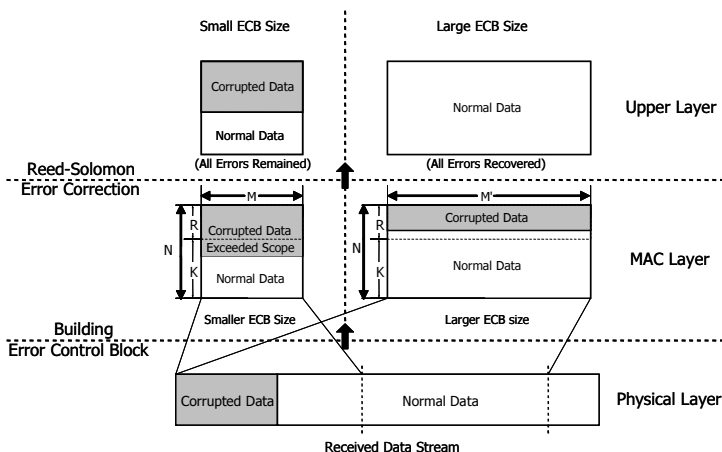 Small ECB Size
Large ECB Size
Corrupted Data
Normal Data
Normal Data
Upper Layer
(All Errors Remained)
(All Errors Recovered)
Reed-Solomon
Error Correction
M
M'
N
R
K
Corrupted Data
Exceeded Scope
Normal Data
N
R
K
Corrupted Data
Normal Data
MAC Layer
Smaller ECB Size
Larger ECB size
Building
Error Control Block
Corrupted Data
Normal Data
Physical Layer
Received Data Stream